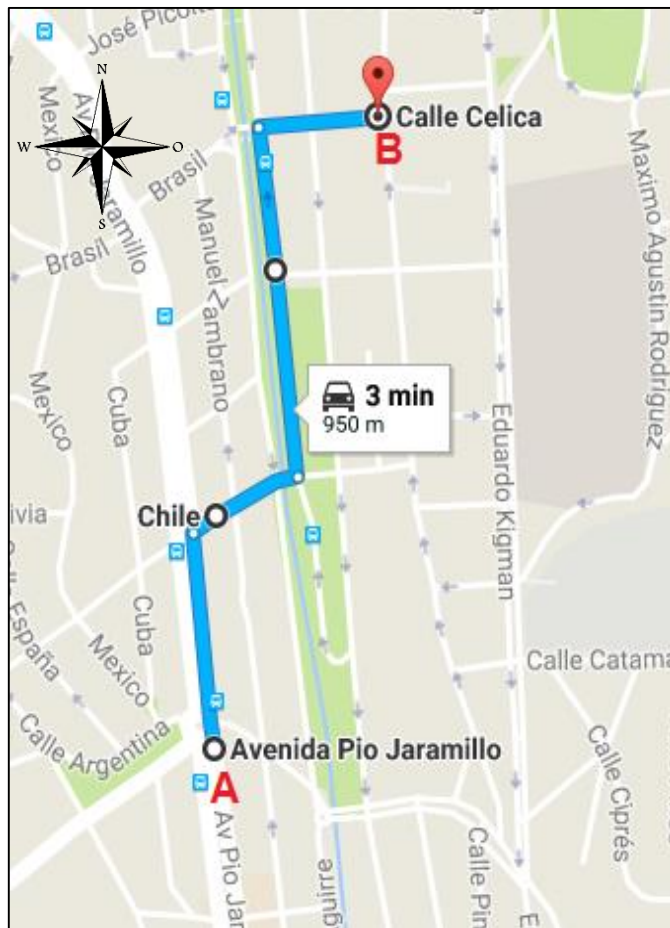 José Picoita
N
W
O
S
Mexico
Av
Jaramillo
Brasil
Brasil
Calle Celica
B
Manuel Zambrano
Maximo Agustin Rodriguez
Mexico
Cuba
3 min
950 m
Eduardo Kigman
Chile
ivia
España
Cuba
Mexico
Calle Catama
Calle Argentina
Avenida Pio Jaramillo
A
Calle Ciprés
Av Pio Jar
Calle Pin
guirre
E